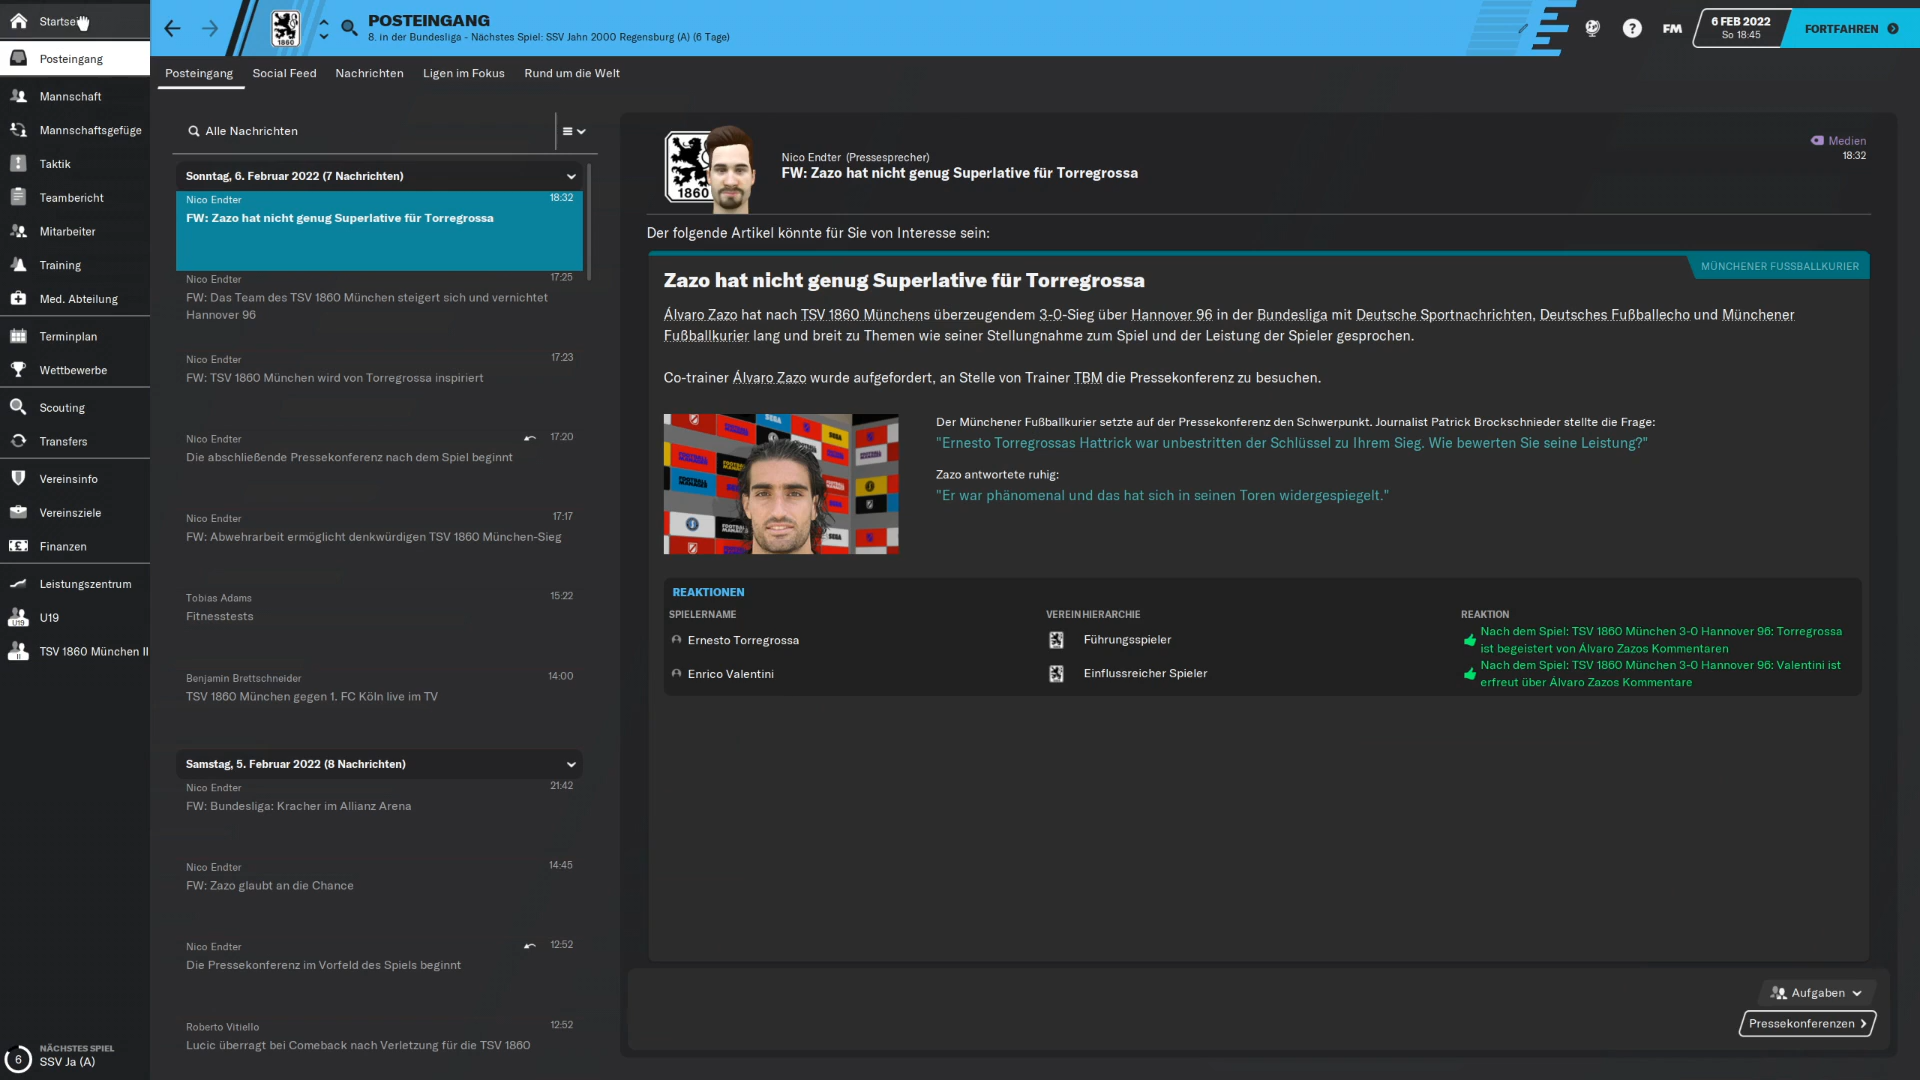 Startse
POSTEINGANG
8. in der Bundesliga - Nächstes Spiel: SSV Jahn 2000 Regensburg (A) (6 Tage)
FM
6 FEB 2022
So 18:45
FORTFAHREN
Posteingang
Mannschaft
Mannschaftsgefüge
Taktik
Teambericht
Mitarbeiter
Training
Med. Abteilung
Terminplan
Wettbewerbe
Scouting
Transfers
Vereinsinfo
Vereinsziele
Finanzen
Leistungszentrum
U19
TSV 1860 München II
6
NÄCHSTES SPIEL
SSV Ja (A)
Posteingang Social Feed Nachrichten Ligen im Fokus Rund um die Welt
Alle Nachrichten
Sonntag, 6. Februar 2022 (7 Nachrichten)
Nico Endter 18:32
FW: Zazo hat nicht genug Superlative für Torregrossa
Nico Endter 17:25
FW: Das Team des TSV 1860 München steigert sich und vernichtet
Hannover 96
Nico Endter 17:23
FW: TSV 1860 München wird von Torregrossa inspiriert
Nico Endter 17:20
Die abschließende Pressekonferenz nach dem Spiel beginnt
Nico Endter 17:17
FW: Abwehrarbeit ermöglicht denkwürdigen TSV 1860 München-Sieg
Tobias Adams 15:22
Fitnesstests
Benjamin Brettschneider 14:00
TSV 1860 München gegen 1. FC Köln live im TV
Samstag, 5. Februar 2022 (8 Nachrichten)
Nico Endter 21:42
FW: Bundesliga: Kracher im Allianz Arena
Nico Endter 14:45
FW: Zazo glaubt an die Chance
Nico Endter 12:52
Die Pressekonferenz im Vorfeld des Spiels beginnt
Roberto Vitiello 12:52
Lucic überragt bei Comeback nach Verletzung für die TSV 1860
1860
Nico Endter (Pressesprecher)
FW: Zazo hat nicht genug Superlative für Torregrossa
Medien
18:32
Der folgende Artikel könnte für Sie von Interesse sein:
MÜNCHENER FUSSBALLKURIER
Zazo hat nicht genug Superlative für Torregrossa
Álvaro Zazo hat nach TSV 1860 Münchens überzeugendem 3-0-Sieg über Hannover 96 in der Bundesliga mit Deutsche Sportnachrichten, Deutsches Fußballecho und Münchener
Fußballkurier lang und breit zu Themen wie seiner Stellungnahme zum Spiel und der Leistung der Spieler gesprochen.
Co-trainer Álvaro Zazo wurde aufgefordert, an Stelle von Trainer TBM die Pressekonferenz zu besuchen.
Der Münchener Fußballkurier setzte auf der Pressekonferenz den Schwerpunkt. Journalist Patrick Brockschnieder stellte die Frage:
"Ernesto Torregrossas Hattrick war unbestritten der Schlüssel zu Ihrem Sieg. Wie bewerten Sie seine Leistung?"
Zazo antwortete ruhig:
"Er war phänomenal und das hat sich in seinen Toren widergespiegelt."
REAKTIONEN
SPIELERNAME VEREIN HIERARCHIE REAKTION
Ernesto Torregrossa Führungsspieler
Nach dem Spiel: TSV 1860 München 3-0 Hannover 96: Torregrossa
ist begeistert von Álvaro Zazos Kommentaren
Enrico Valentini Einflussreicher Spieler
Nach dem Spiel: TSV 1860 München 3-0 Hannover 96: Valentini ist
erfreut über Álvaro Zazos Kommentare
Aufgaben
Pressekonferenzen